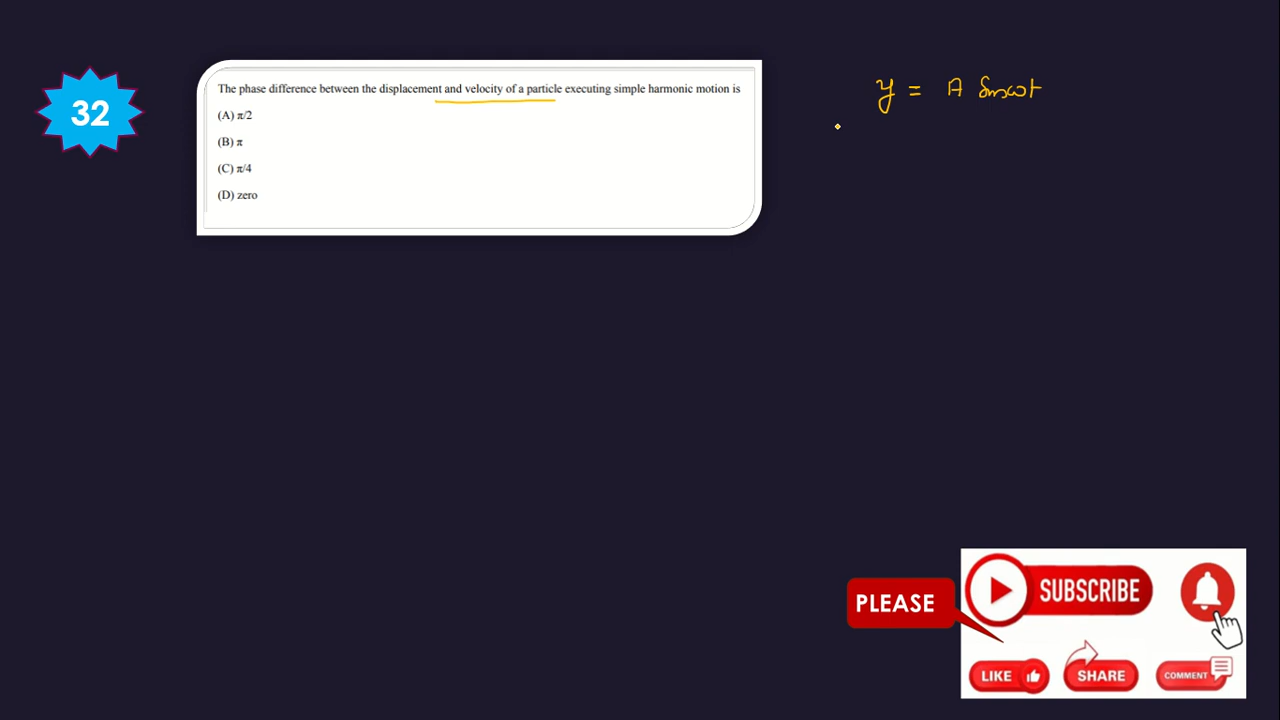 32
The phase difference between the displacement and velocity of a particle executing simple harmonic motion is
(A) π/2
(B) π
(C) π/4
(D) zero
y = A Sinωt
PLEASE
SUBSCRIBE
LIKE
SHARE
COMMENT